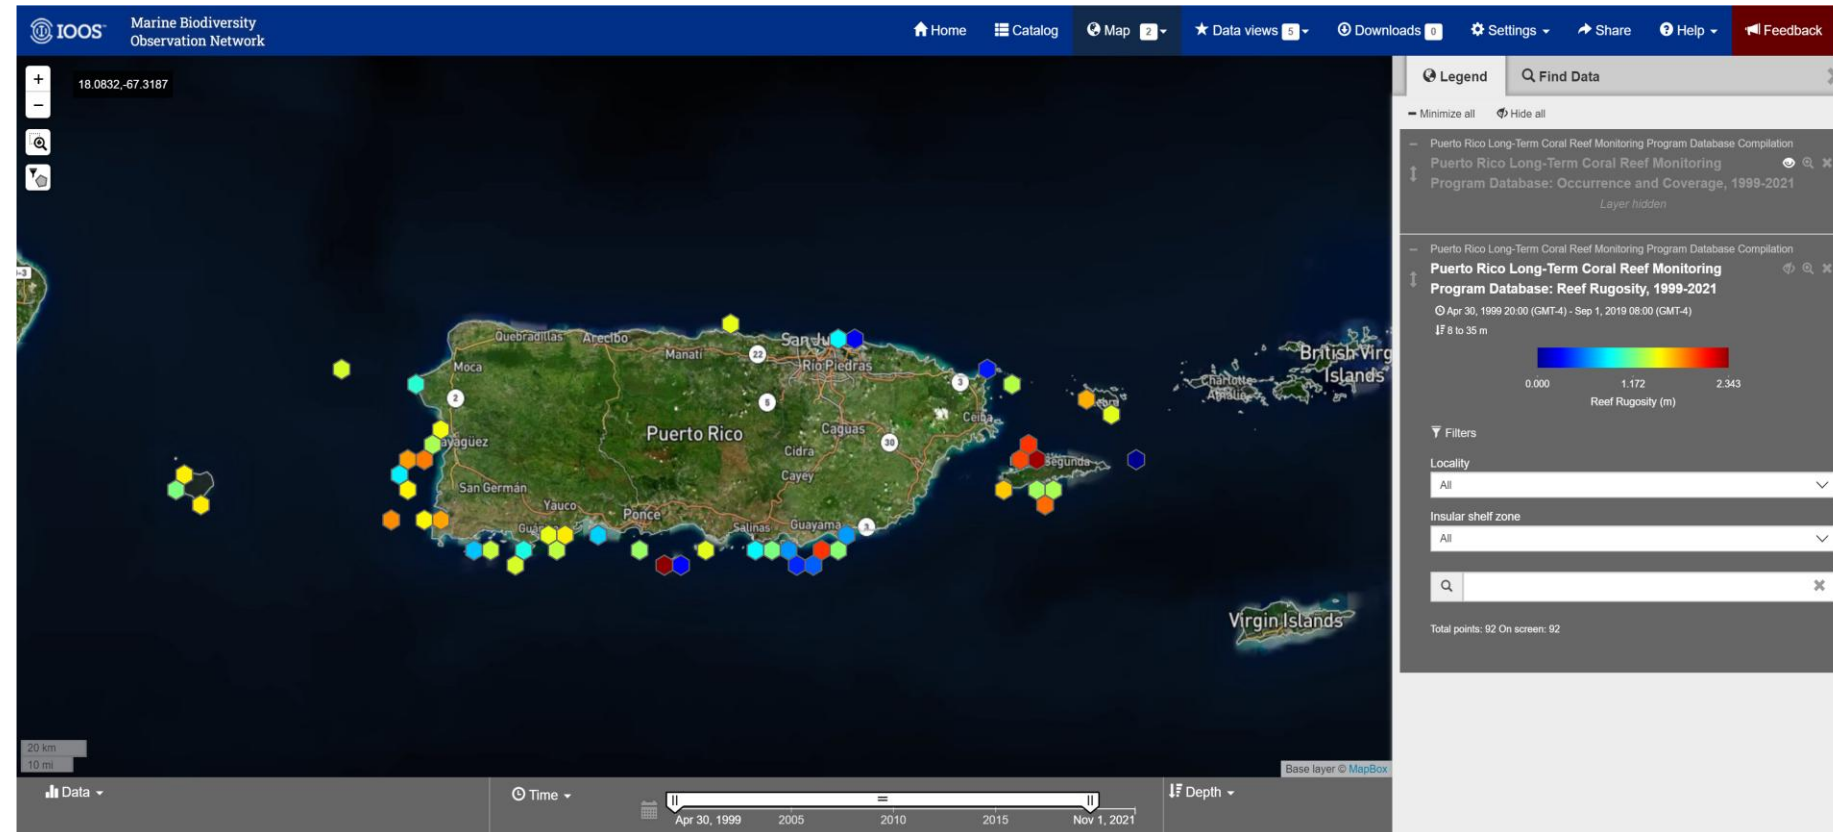 IOOS™
Marine Biodiversity
Observation Network
Home
Catalog
Map 2
Data views 5
Downloads 0
Settings
Share
Help
Feedback
18.0832,-67.3187
Legend
Find Data
Minimize all
Hide all
Puerto Rico Long-Term Coral Reef Monitoring Program Database Compilation
Puerto Rico Long-Term Coral Reef Monitoring
Program Database: Occurrence and Coverage, 1999-2021
Layer hidden
Puerto Rico Long-Term Coral Reef Monitoring Program Database Compilation
Puerto Rico Long-Term Coral Reef Monitoring
Program Database: Reef Rugosity, 1999-2021
Apr 30, 1999 20:00 (GMT-4) - Sep 1, 2019 08:00 (GMT-4)
8 to 35 m
0.000 1.172 2.343
Reef Rugosity (m)
Filters
Locality
All
Insular shelf zone
All
Total points: 92 On screen: 92
Quebradillas
Arecibo
San Ju
Manatí
22
Río Piedras
Moca
2
3
5
British Virg
Islands
Charlotte
Amalie
Ceiba
Puerto Rico
Caguas
30
ayagüez
Cidra
Cayey
Segunda
San Germán
Yauco
Ponce
Salinas
Guayama
3
Virgin Islands
20 km
10 mi
Base layer © MapBox
Data
Time
Apr 30, 1999 2005 2010 2015 Nov 1, 2021
Depth